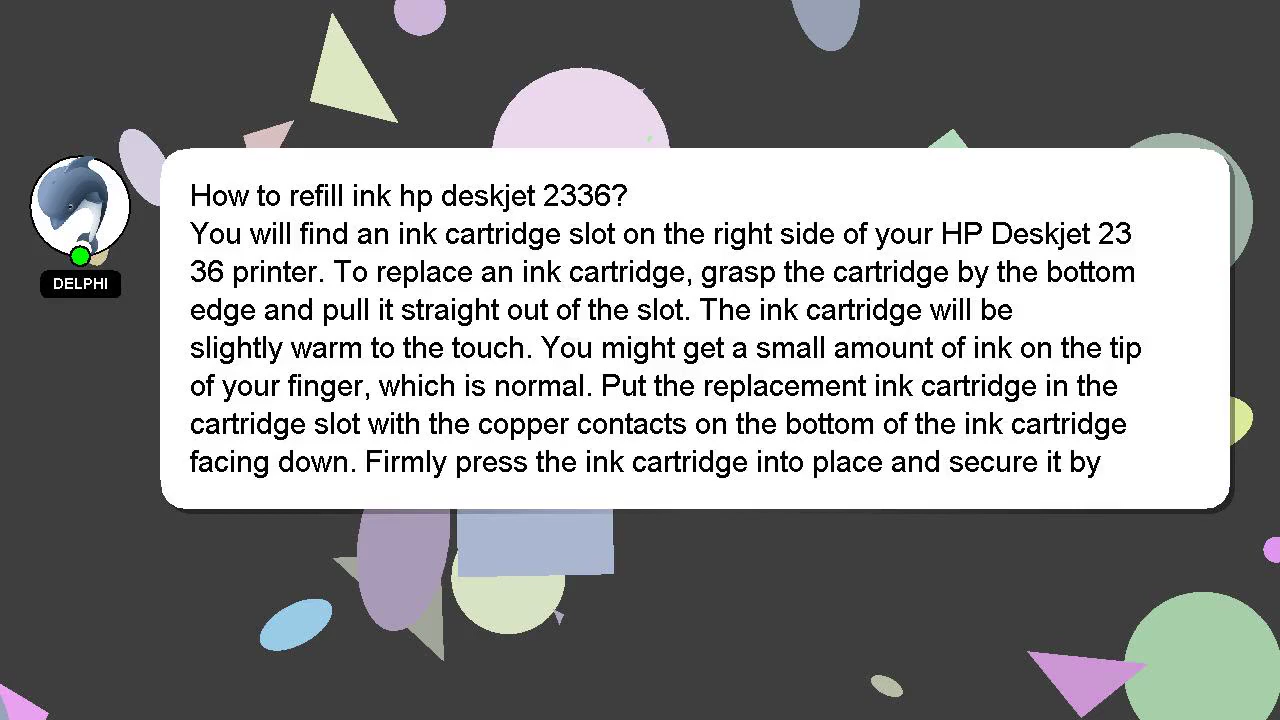 How to refill ink hp deskjet 2336?
You will find an ink cartridge slot on the right side of your HP Deskjet 23
36 printer. To replace an ink cartridge, grasp the cartridge by the bottom
edge and pull it straight out of the slot. The ink cartridge will be
slightly warm to the touch. You might get a small amount of ink on the tip
of your finger, which is normal. Put the replacement ink cartridge in the
cartridge slot with the copper contacts on the bottom of the ink cartridge
facing down. Firmly press the ink cartridge into place and secure it by
DELPHI